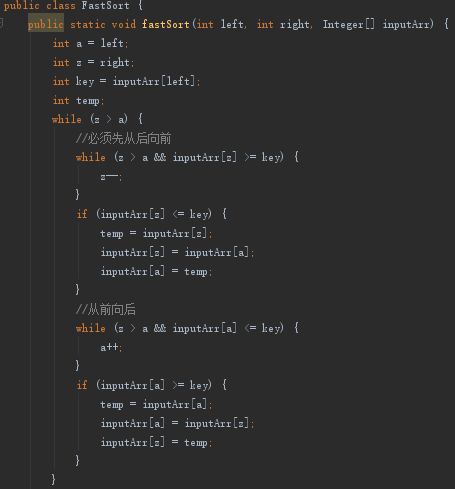 public class FastSort {
public static void fastSort(int left, int right, Integer[] inputArr) {
int a = left;
int z = right;
int key = inputArr[left];
int temp;
while (z > a) {
//必须先从后向前
while (z > a && inputArr[z] >= key) {
z--;
}
if (inputArr[z] <= key) {
temp = inputArr[z];
inputArr[z] = inputArr[a];
inputArr[a] = temp;
}
//从前向后
while (z > a && inputArr[a] <= key) {
a++;
}
if (inputArr[a] >= key) {
temp = inputArr[a];
inputArr[a] = inputArr[z];
inputArr[z] = temp;
}
}